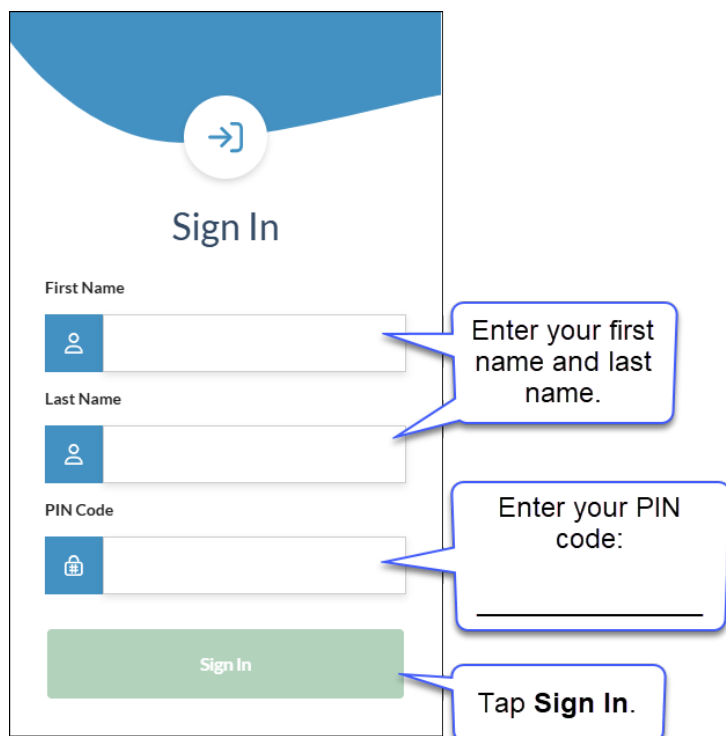 Sign In
First Name
Enter your first
name and last
name.
Last Name
PIN Code
Enter your PIN
code:
Sign In
Tap Sign In.